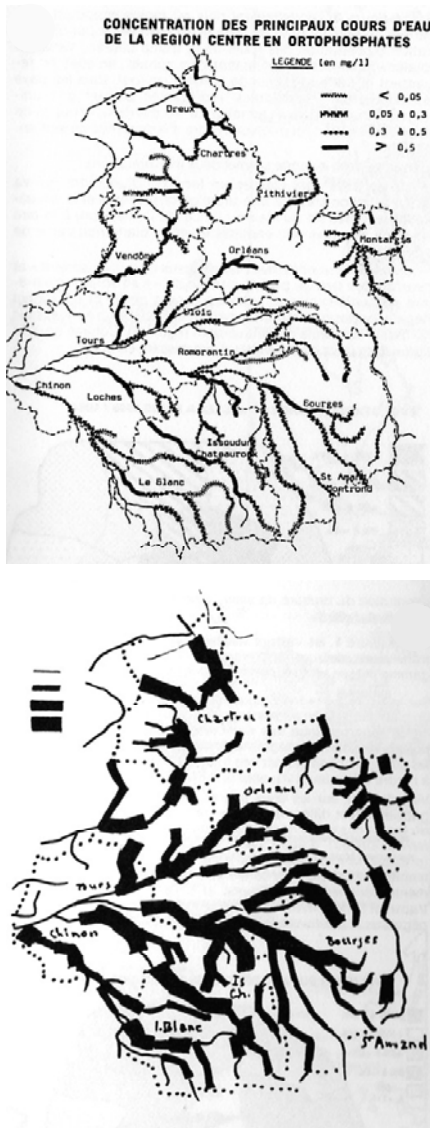 CONCENTRATION DES PRINCIPAUX COURS D'EAU
DE LA REGION CENTRE EN ORTOPHOSPHATES
LEGENDE (en mg/l)
< 0,05
0,05 à 0,3
0,3 à 0.5
> 0,5
Dreux
Chartres
Pithiviers
Montargis
Vendôme
Orléans
Blois
Tours
Romorantin
Chinon
Loches
Bourges
Issoudun
Chateauroux
Le Blanc
St Amand
Montrond
Chartres
Orléans
Tours
Chinon
Bourges
Is
Ch.
l. Blanc
St Amand